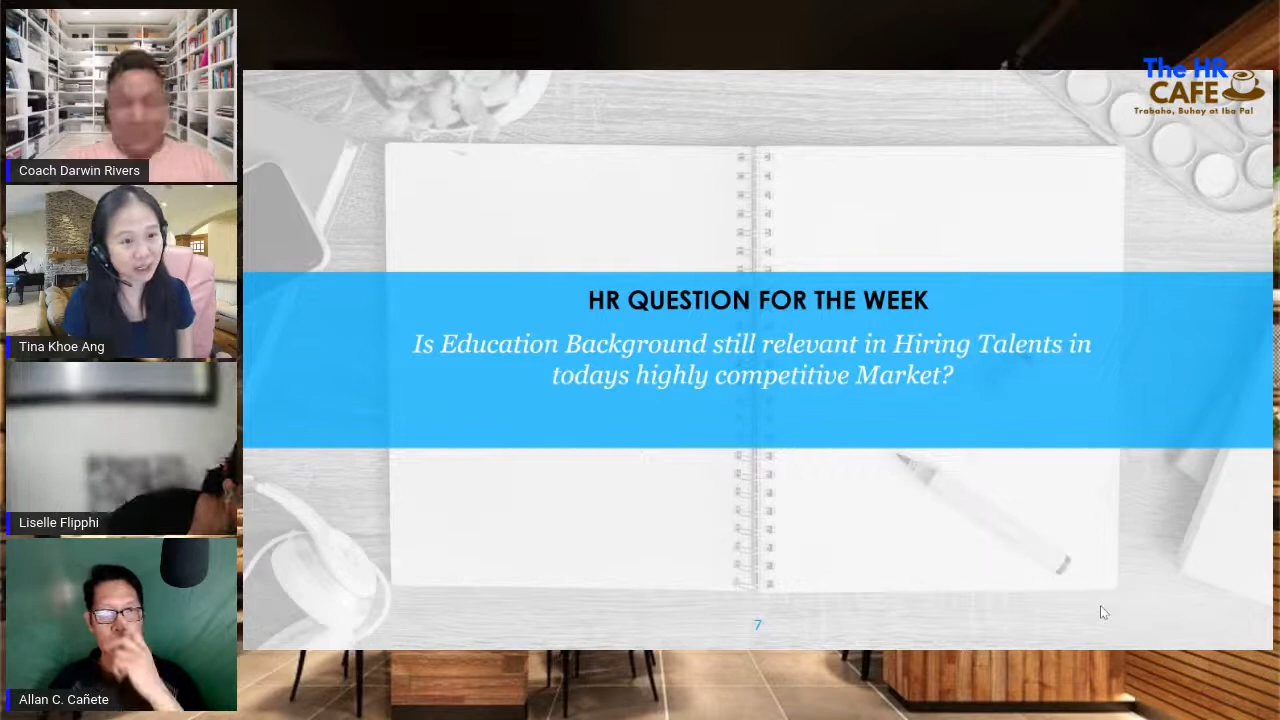 Coach Darwin Rivers
Tina Khoe Ang
Liselle Flipphi
Allan C. Cañete
The HR
CAFE
Trabaho, Buhay at Iba Pa!
HR QUESTION FOR THE WEEK
Is Education Background still relevant in Hiring Talents in
todays highly competitive Market?
7